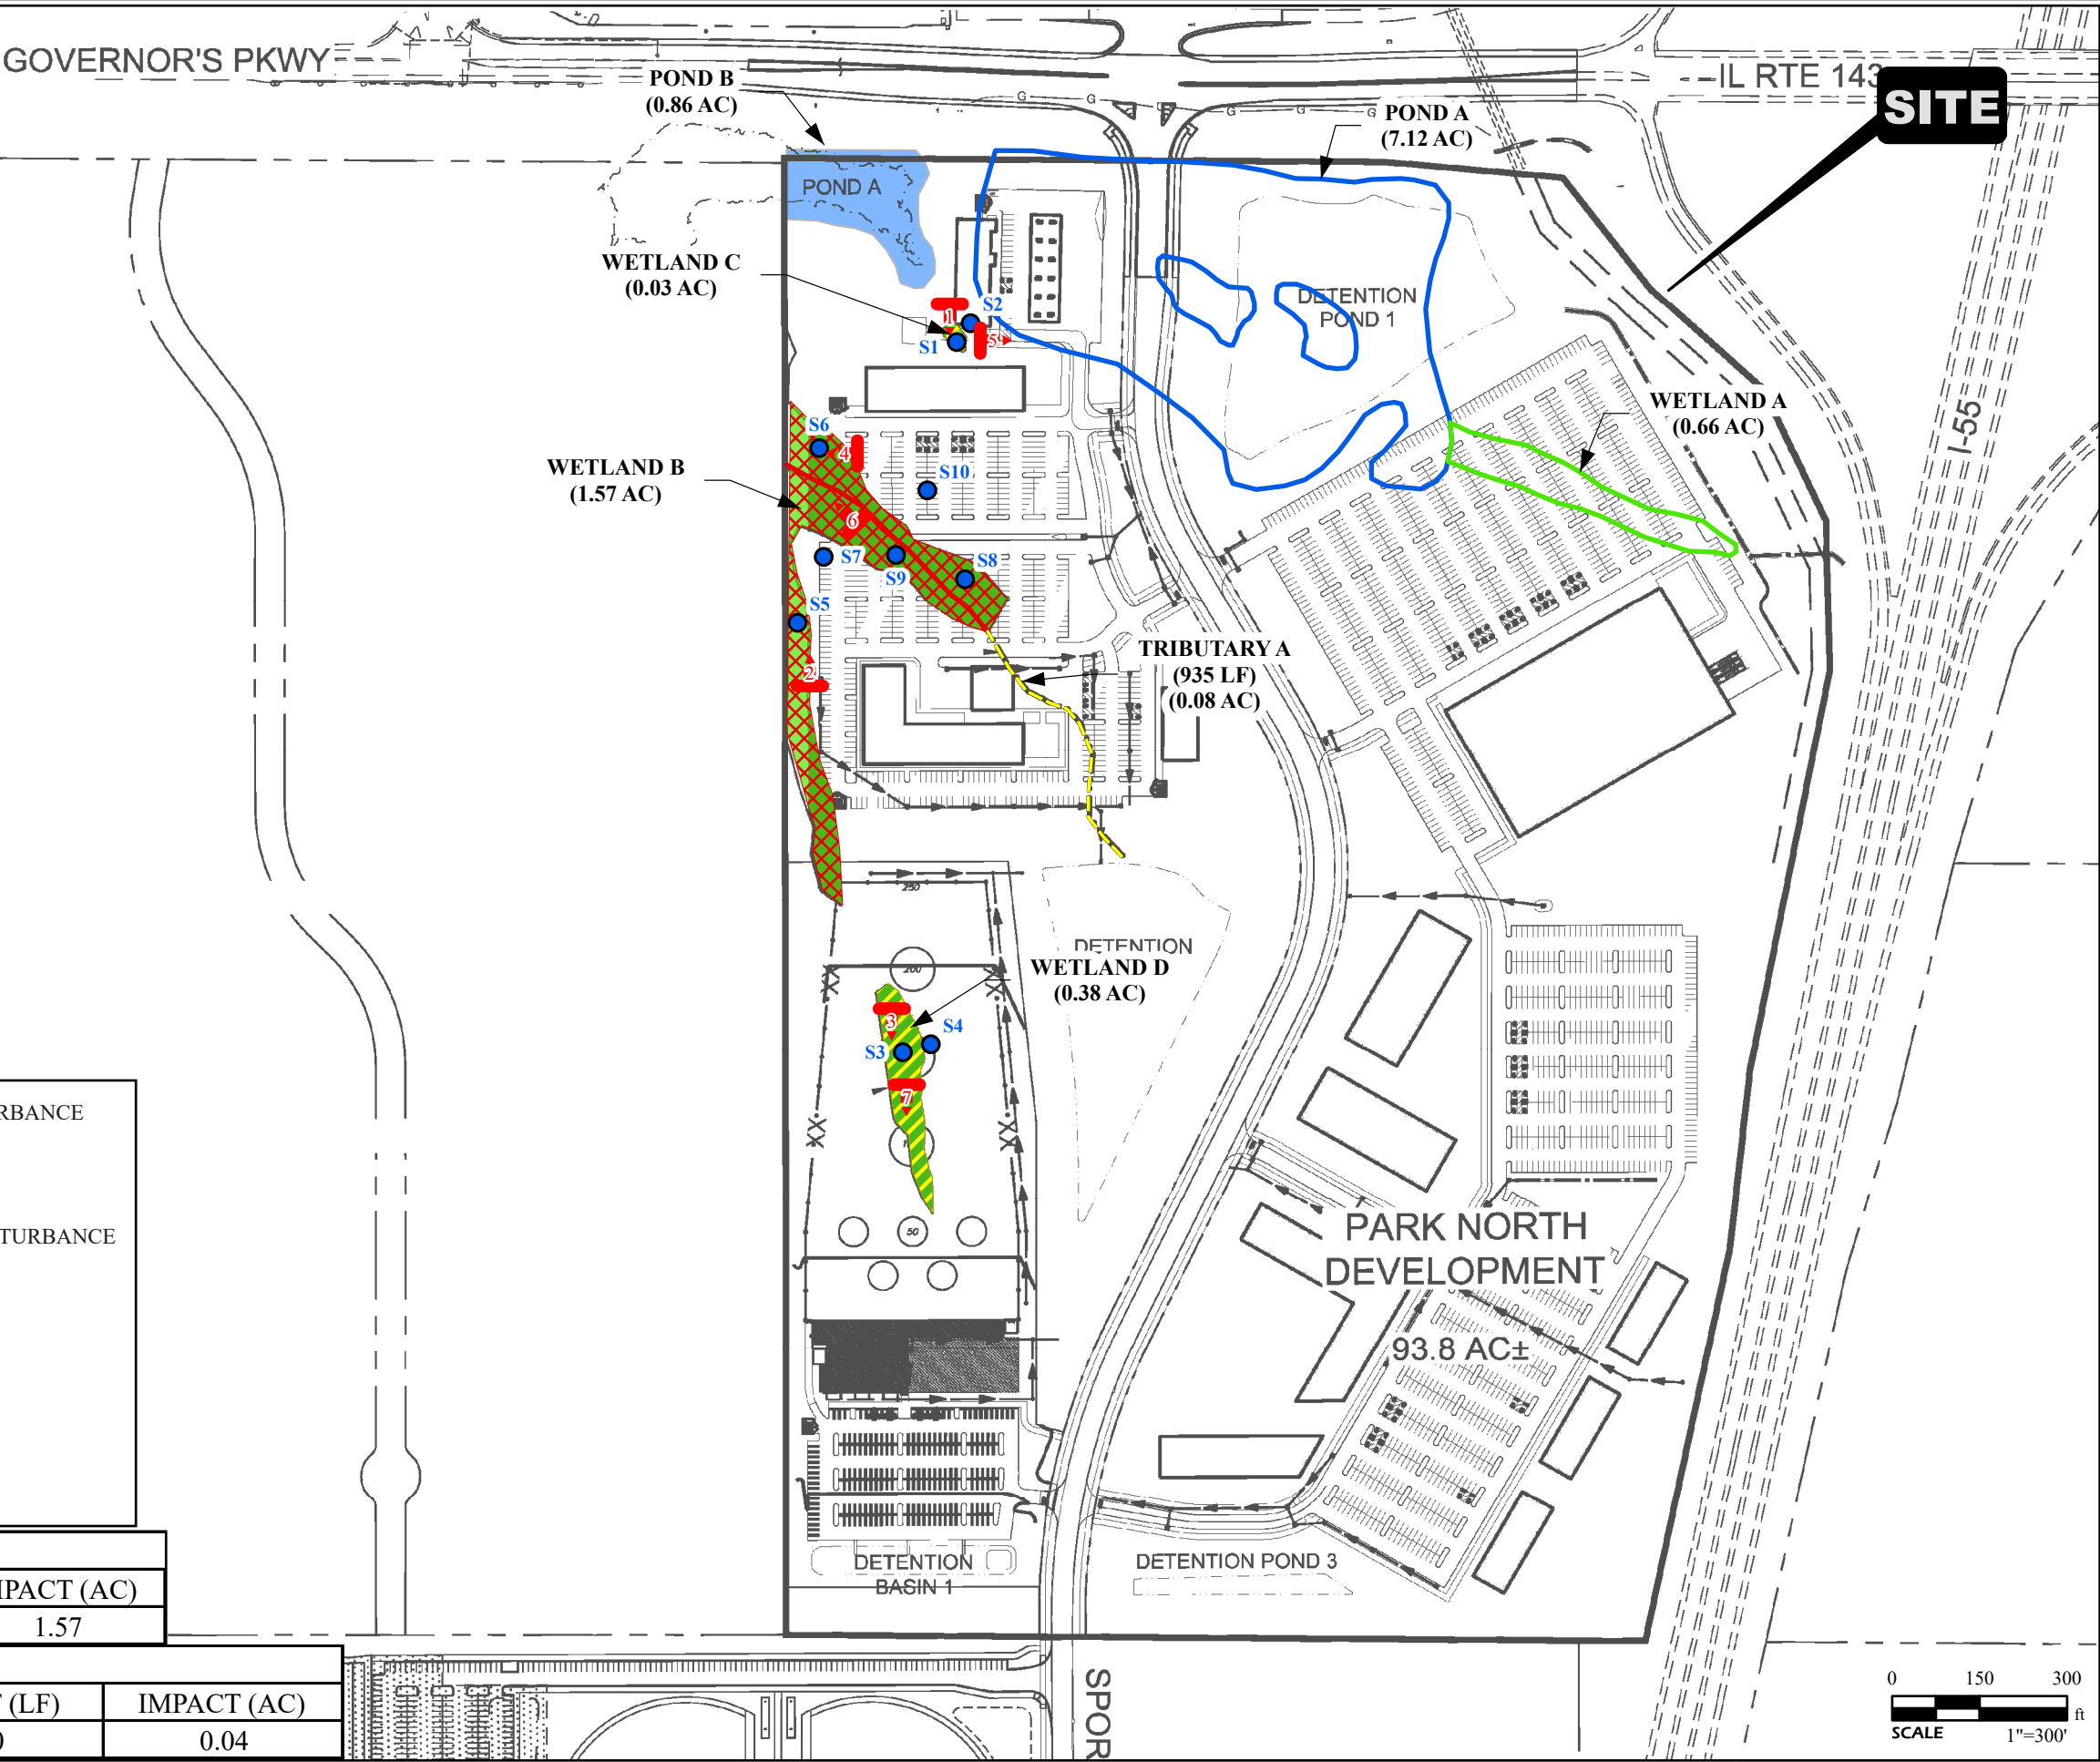 GOVERNOR'S PKWY
IL RTE 143
SITE
POND B
(0.86 AC)
POND A
(7.12 AC)
G
G
G
G
G
POND A
WETLAND C
(0.03 AC)
DETENTION
POND 1
1
S2
S1
5
I-55
WETLAND A
(0.66 AC)
S6
4
WETLAND B
(1.57 AC)
S10
6
S7
S9
S8
S5
2
TRIBUTARY A
(935 LF)
(0.08 AC)
250
DETENTION
WETLAND D
(0.38 AC)
200
3
S4
S3
7
50
RBANCE
TURBANCE
PARK NORTH
DEVELOPMENT
93.8 AC±
DETENTION
BASIN 1
DETENTION POND 3
IPACT (AC)
1.57
(LF)
IMPACT (AC)
0.04
SPOR
0 150 300
ft
SCALE 1"=300'